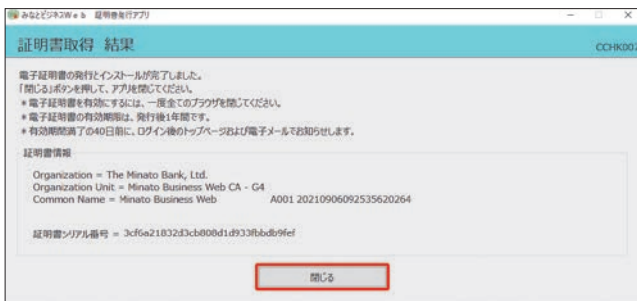 みなとビジネスWeb 証明書発行アプリ
証明書取得 結果
CCHK007
電子証明書の発行とインストールが完了しました。
「閉じる」ボタンを押して、アプリを閉じてください。
＊電子証明書を有効にするには、一度全てのブラウザを閉じてください。
＊電子証明書の有効期限は、発行後1年間です。
＊有効期間満了の40日前に、ログイン後のトップページおよび電子メールでお知らせします。
証明書情報
Organization = The Minato Bank, Ltd.
Organization Unit = Minato Business Web CA - G4
Common Name = Minato Business Web A001 20210906092535620264
証明書シリアル番号 = 3cf6a21832d3cb808d1d933fbbdb9fef
閉じる